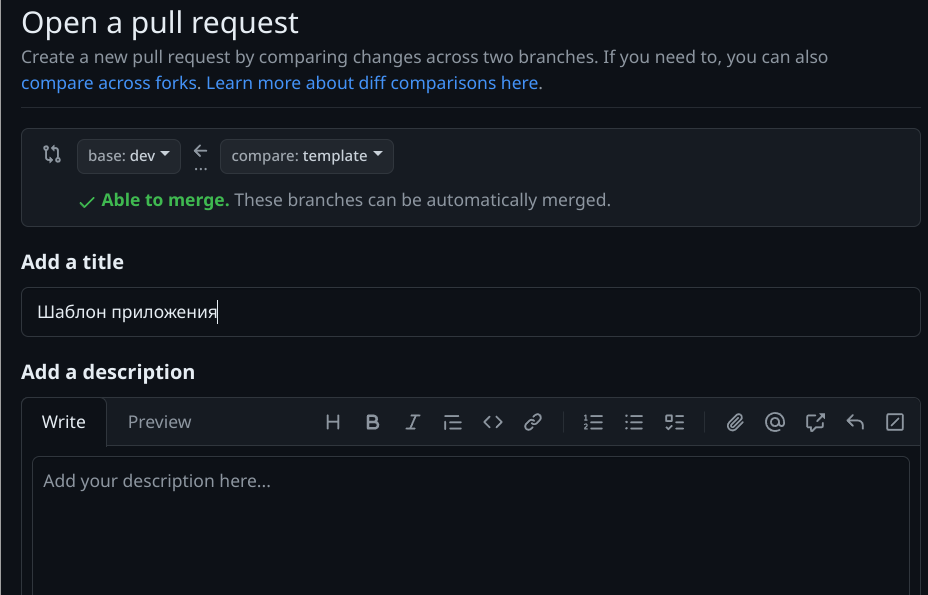 Open a pull request
Create a new pull request by comparing changes across two branches. If you need to, you can also
compare across forks. Learn more about diff comparisons here.
base: dev ← compare: template
...
Able to merge. These branches can be automatically merged.
Add a title
Шаблон приложения
Add a description
Write Preview
Add your description here...